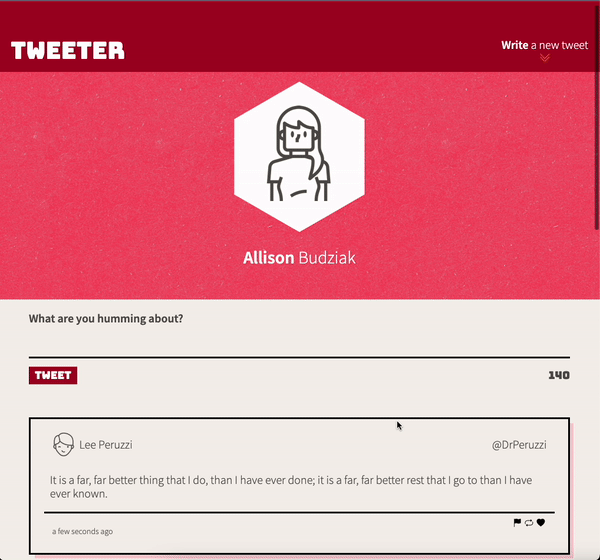 TWEETER
Write a new tweet
Allison Budziak
What are you humming about?
TWEET
140
Lee Peruzzi
@DrPeruzzi
It is a far, far better thing that I do, than I have ever done; it is a far, far better rest that I go to than I have
ever known.
a few seconds ago